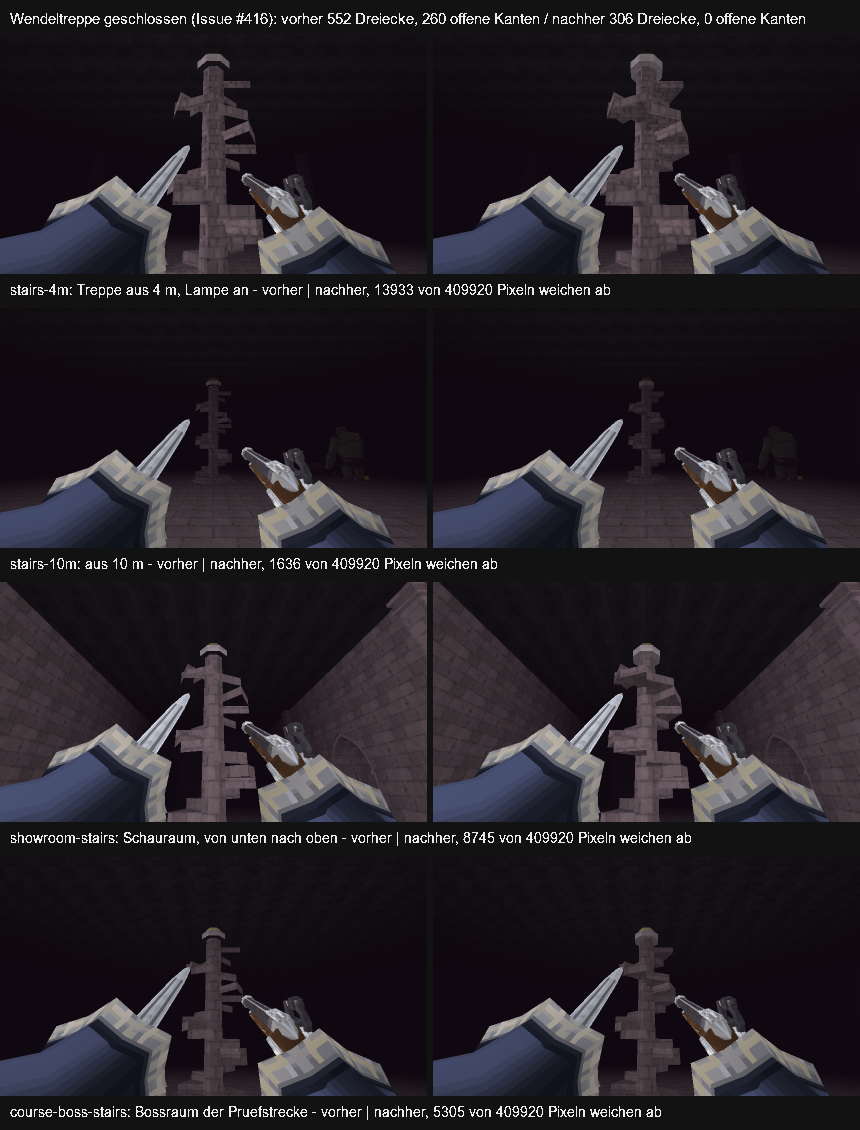 Wendeltreppe geschlossen (Issue #416): vorher 552 Dreiecke, 260 offene Kanten / nachher 306 Dreiecke, 0 offene Kanten
stairs-4m: Treppe aus 4 m, Lampe an - vorher | nachher, 13933 von 409920 Pixeln weichen ab
stairs-10m: aus 10 m - vorher | nachher, 1636 von 409920 Pixeln weichen ab
showroom-stairs: Schauraum, von unten nach oben - vorher | nachher, 8745 von 409920 Pixeln weichen ab
course-boss-stairs: Bossraum der Pruefstrecke - vorher | nachher, 5305 von 409920 Pixeln weichen ab